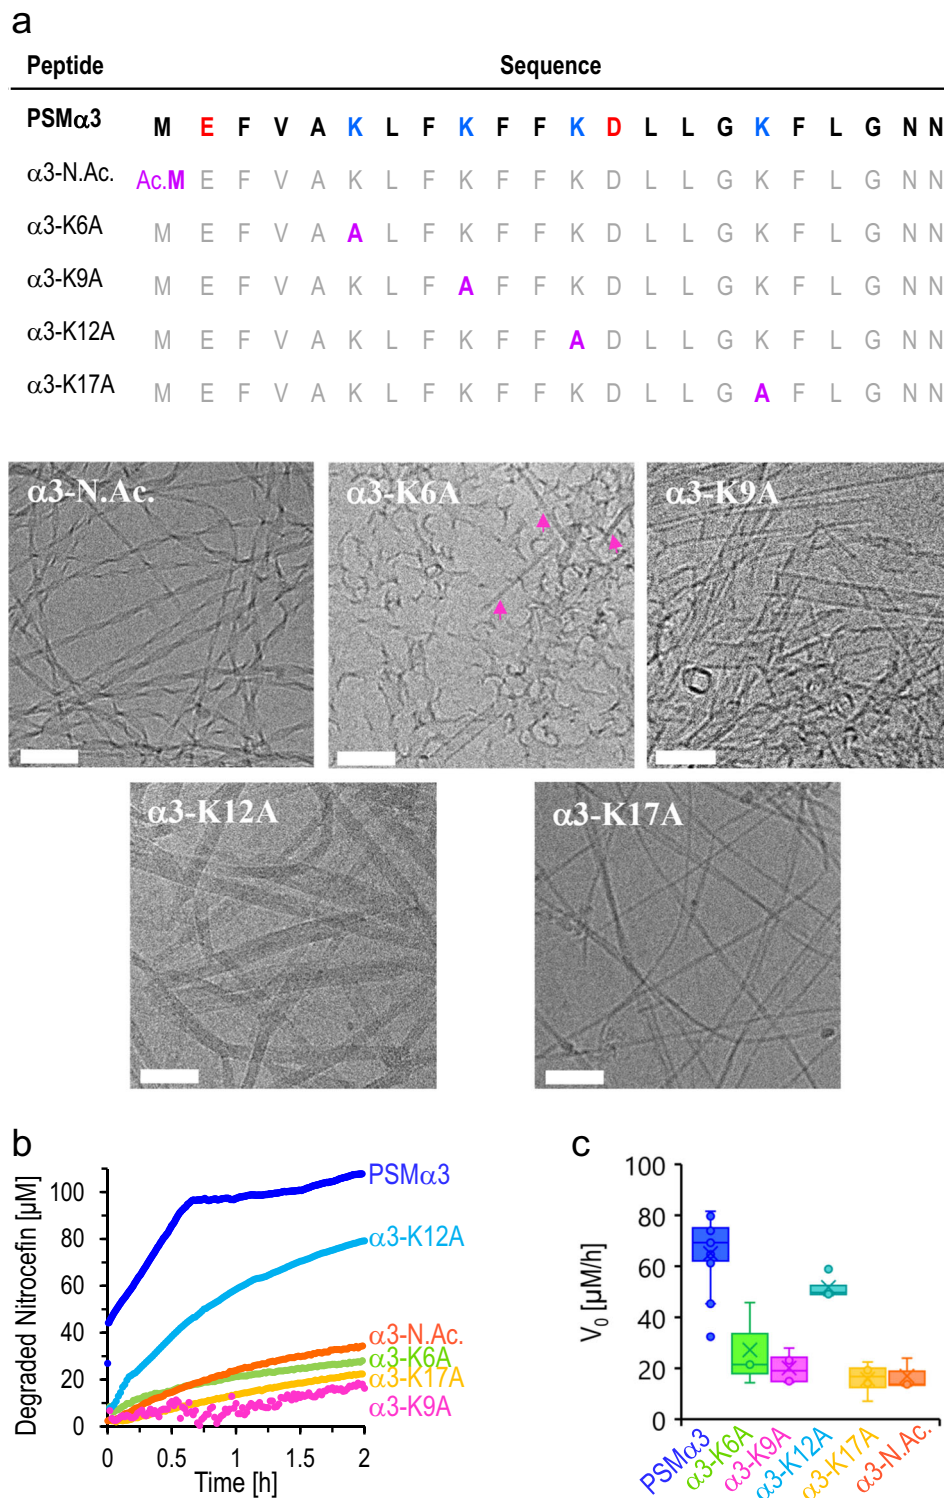 a
Peptide Sequence
PSMα3 M E F V A K L F K F F K D L L G K F L G N N
α3-N.Ac. Ac.M E F V A K L F K F F K D L L G K F L G N N
α3-K6A M E F V A A L F K F F K D L L G K F L G N N
α3-K9A M E F V A K L F A F F K D L L G K F L G N N
α3-K12A M E F V A K L F K F F A D L L G K F L G N N
α3-K17A M E F V A K L F K F F K D L L G A F L G N N
α3-N.Ac. α3-K6A α3-K9A
α3-K12A α3-K17A
b
Degraded Nitrocefin [µM]
100
80
60
40
20
0
0 0.5 1 1.5 2
Time [h]
PSMα3
α3-K12A
α3-N.Ac.
α3-K6A
α3-K17A
α3-K9A
c
V0 [µM/h]
100
80
60
40
20
0
PSMα3 α3-K6A α3-K9A α3-K12A α3-K17A α3-N.Ac.